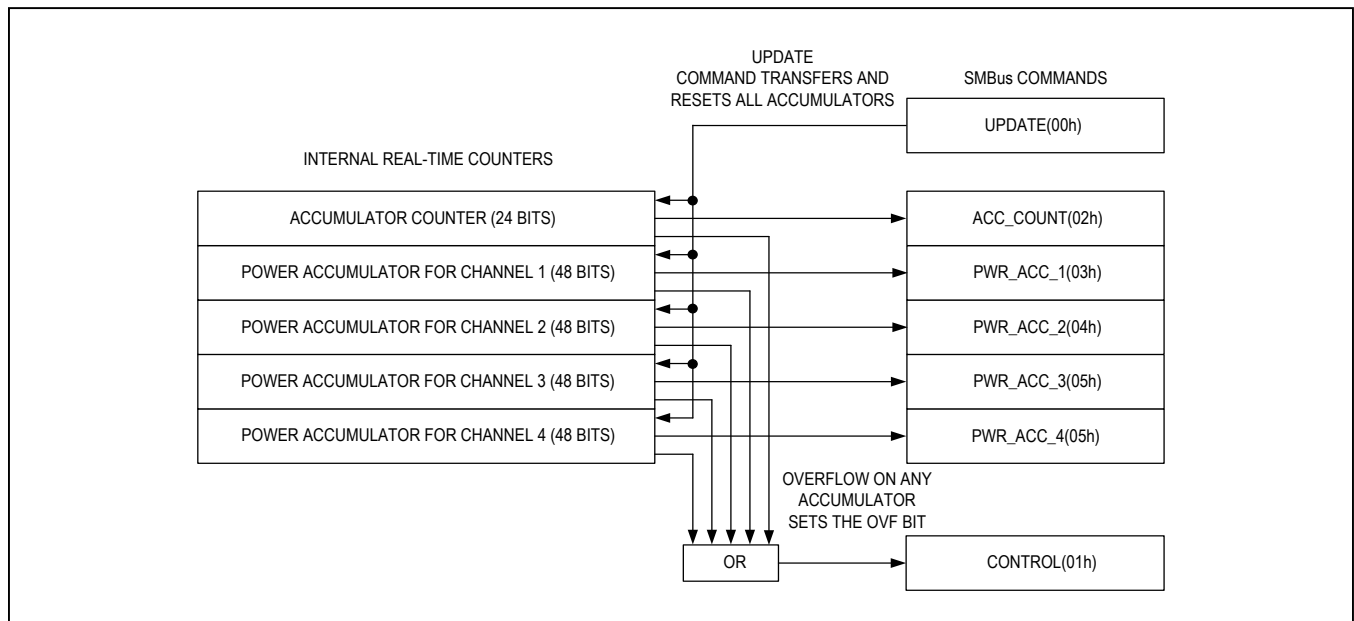 UPDATE
COMMAND TRANSFERS AND
RESETS ALL ACCUMULATORS
SMBus COMMANDS
UPDATE(00h)
INTERNAL REAL-TIME COUNTERS
ACCUMULATOR COUNTER (24 BITS)
ACC_COUNT(02h)
POWER ACCUMULATOR FOR CHANNEL 1 (48 BITS)
PWR_ACC_1(03h)
POWER ACCUMULATOR FOR CHANNEL 2 (48 BITS)
PWR_ACC_2(04h)
POWER ACCUMULATOR FOR CHANNEL 3 (48 BITS)
PWR_ACC_3(05h)
POWER ACCUMULATOR FOR CHANNEL 4 (48 BITS)
PWR_ACC_4(05h)
OVERFLOW ON ANY
ACCUMULATOR
SETS THE OVF BIT
OR
CONTROL(01h)